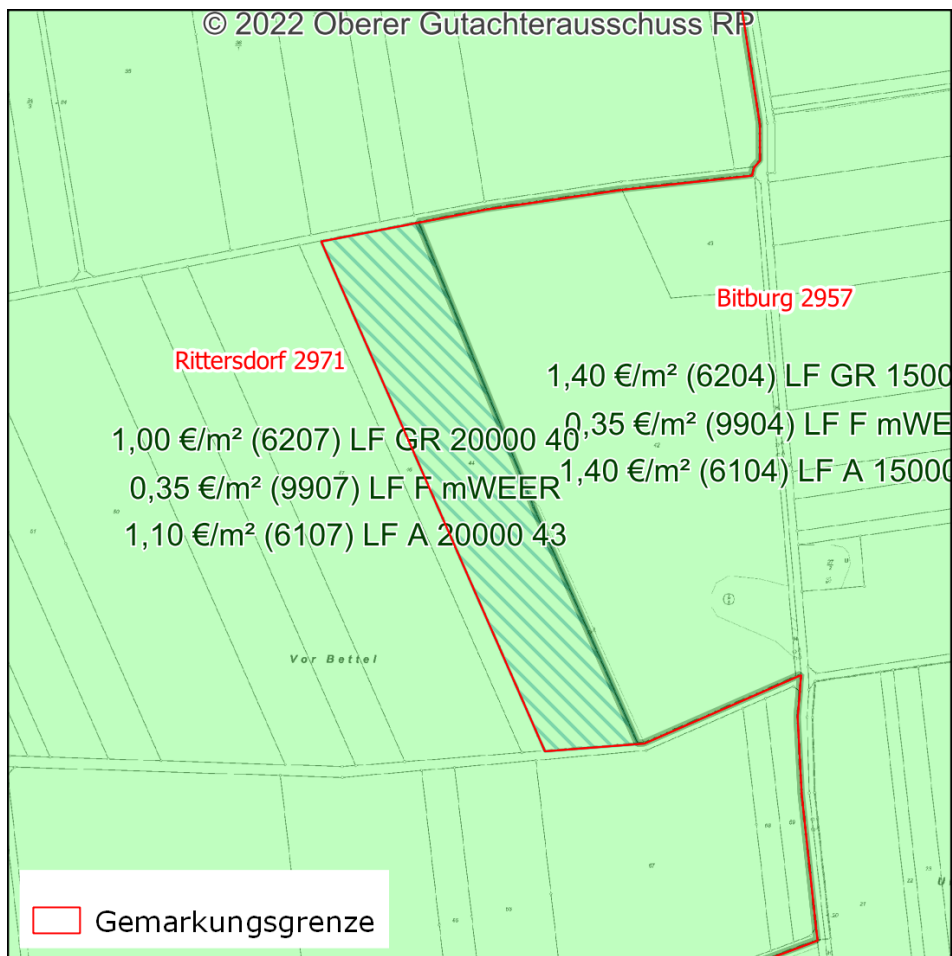 © 2022 Oberer Gutachterausschuss RP
Bitburg 2957
Rittersdorf 2971
1,40 €/m² (6204) LF GR 1500
1,00 €/m² (6207) LF GR 20000 40
0,35 €/m² (9904) LF F mWE
1,40 €/m² (6104) LF A 15000
0,35 €/m² (9907) LF F mWEER
1,10 €/m² (6107) LF A 20000 43
Vor Bettel
Gemarkungsgrenze